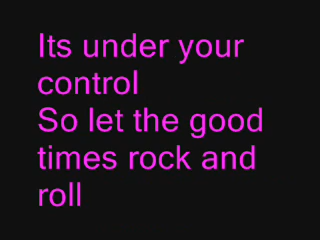 Its under your
control
So let the good
times rock and
roll